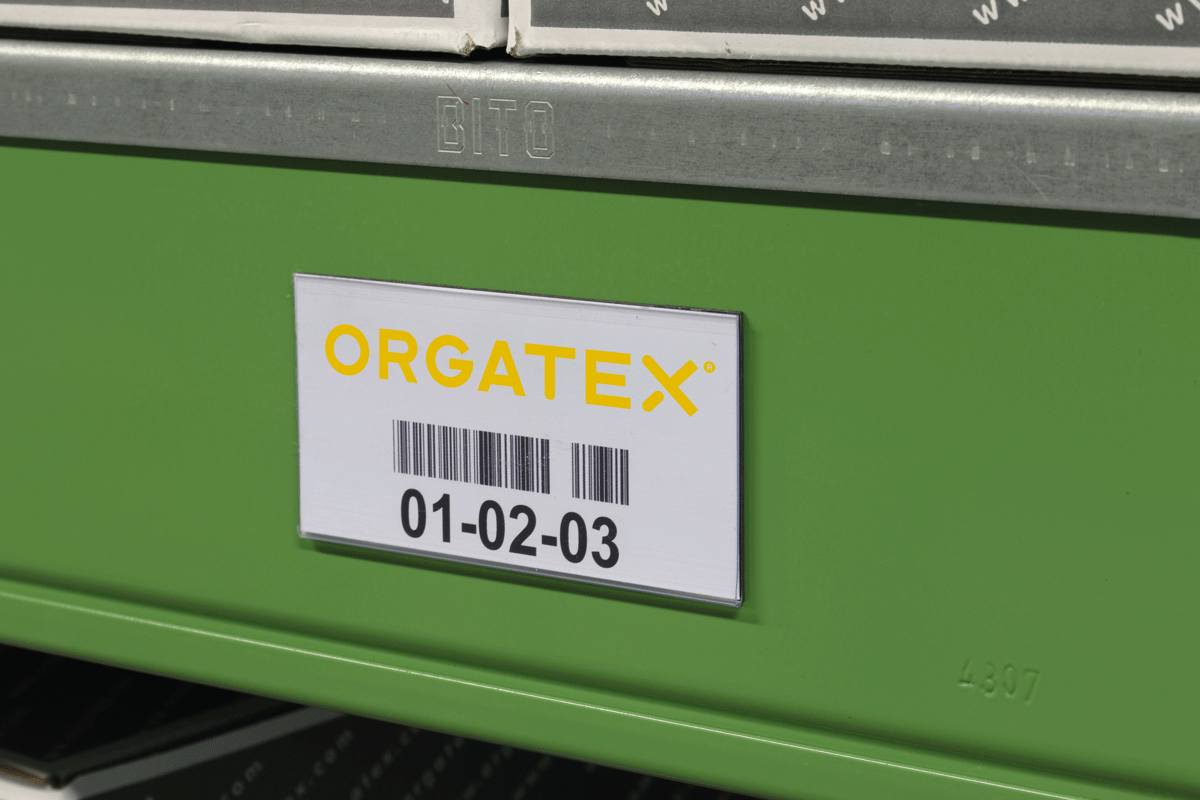 w w w w
BITO
ORGATEX®
01-02-03
4307